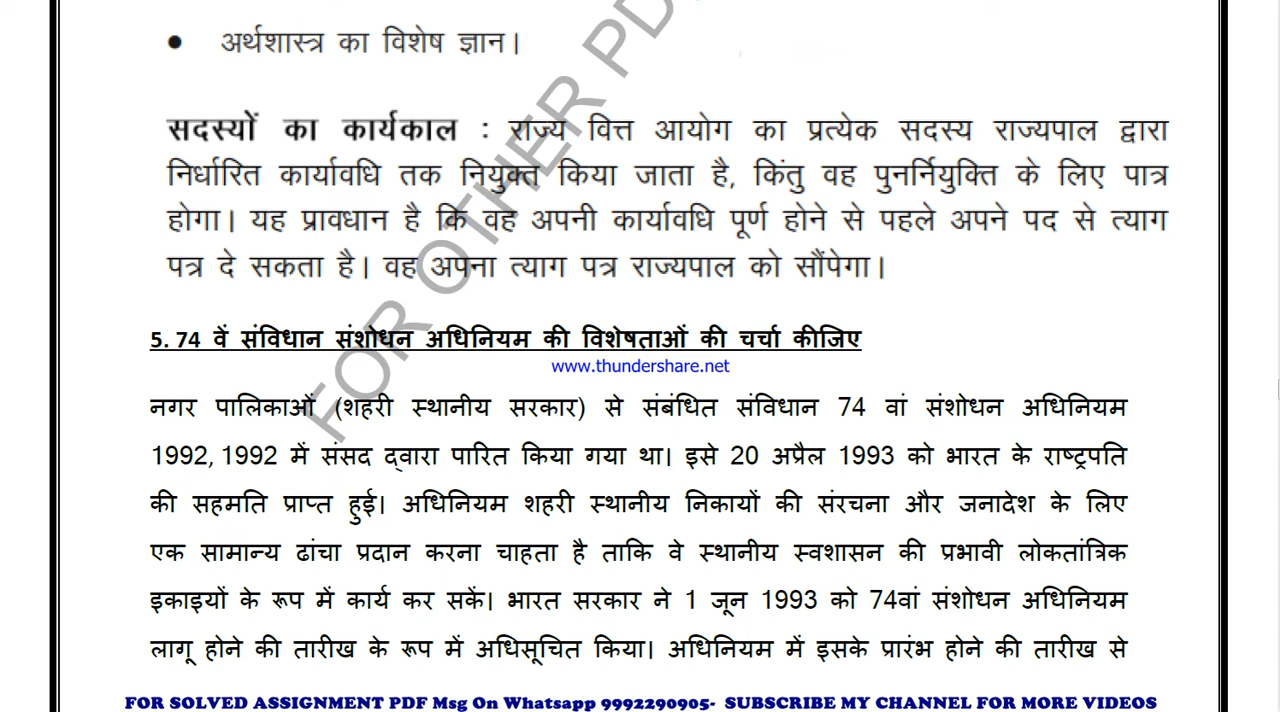 • अर्थशास्त्र का विशेष ज्ञान।
सदस्यों का कार्यकाल : राज्य वित्त आयोग का प्रत्येक सदस्य राज्यपाल द्वारा
निर्धारित कार्यावधि तक नियुक्त किया जाता है, किंतु वह पुनर्नियुक्ति के लिए पात्र
होगा। यह प्रावधान है कि वह अपनी कार्यावधि पूर्ण होने से पहले अपने पद से त्याग
पत्र दे सकता है। वह अपना त्याग पत्र राज्यपाल को सौंपेगा।
FOR OTHER PDF
5. 74 वें संविधान संशोधन अधिनियम की विशेषताओं की चर्चा कीजिए
www.thundershare.net
नगर पालिकाओं (शहरी स्थानीय सरकार) से संबंधित संविधान 74 वां संशोधन अधिनियम
1992, 1992 में संसद द्वारा पारित किया गया था। इसे 20 अप्रैल 1993 को भारत के राष्ट्रपति
की सहमति प्राप्त हुई। अधिनियम शहरी स्थानीय निकायों की संरचना और जनादेश के लिए
एक सामान्य ढांचा प्रदान करना चाहता है ताकि वे स्थानीय स्वशासन की प्रभावी लोकतांत्रिक
इकाइयों के रूप में कार्य कर सकें। भारत सरकार ने 1 जून 1993 को 74वां संशोधन अधिनियम
लागू होने की तारीख के रूप में अधिसूचित किया। अधिनियम में इसके प्रारंभ होने की तारीख से
FOR SOLVED ASSIGNMENT PDF Msg On Whatsapp 9992290905- SUBSCRIBE MY CHANNEL FOR MORE VIDEOS